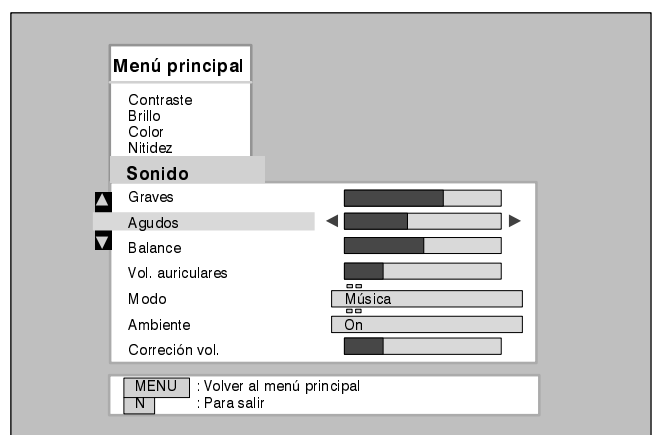 Menú principal
Contraste
Brillo
Color
Nitidez
Sonido
Graves
Agudos
Balance
Vol. auriculares
Modo Música
Ambiente On
Correción vol.
MENU : Volver al menú principal
N : Para salir